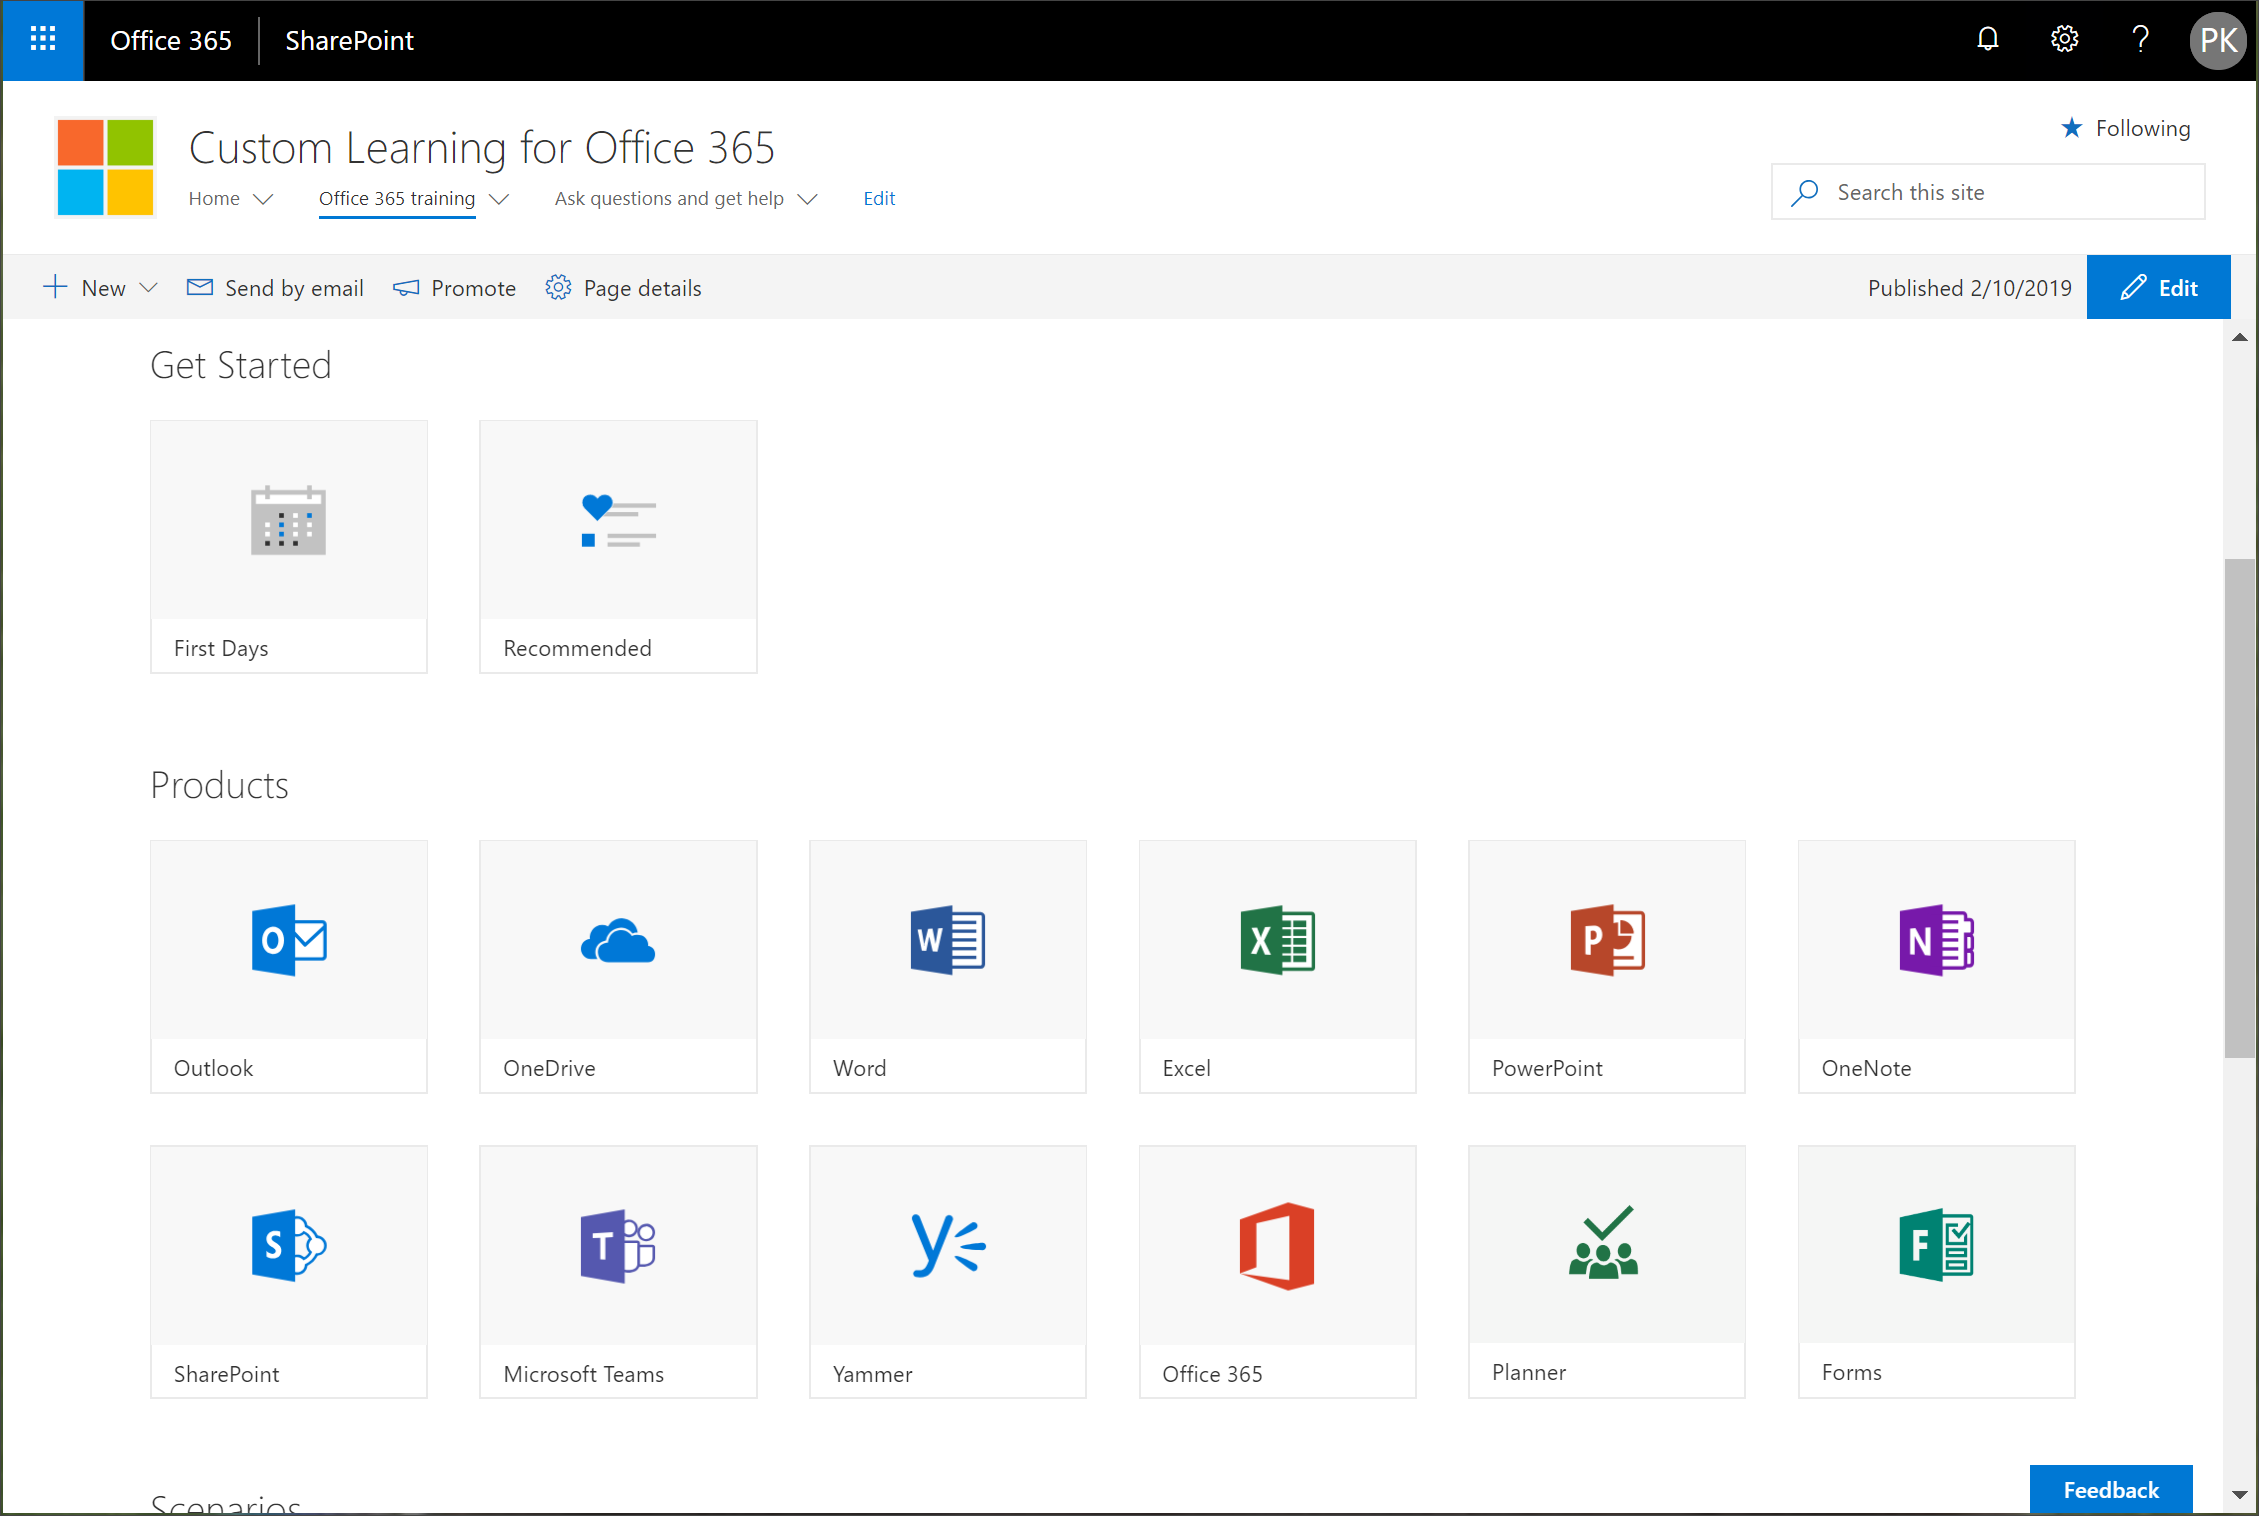 Office 365 SharePoint PK
Following
Custom Learning for Office 365
Home Office 365 training Ask questions and get help Edit
Search this site
New Send by email Promote Page details Published 2/10/2019 Edit
Get Started
First Days Recommended
Products
Outlook OneDrive Word Excel PowerPoint OneNote
SharePoint Microsoft Teams Yammer Office 365 Planner Forms
Scenarios
Feedback